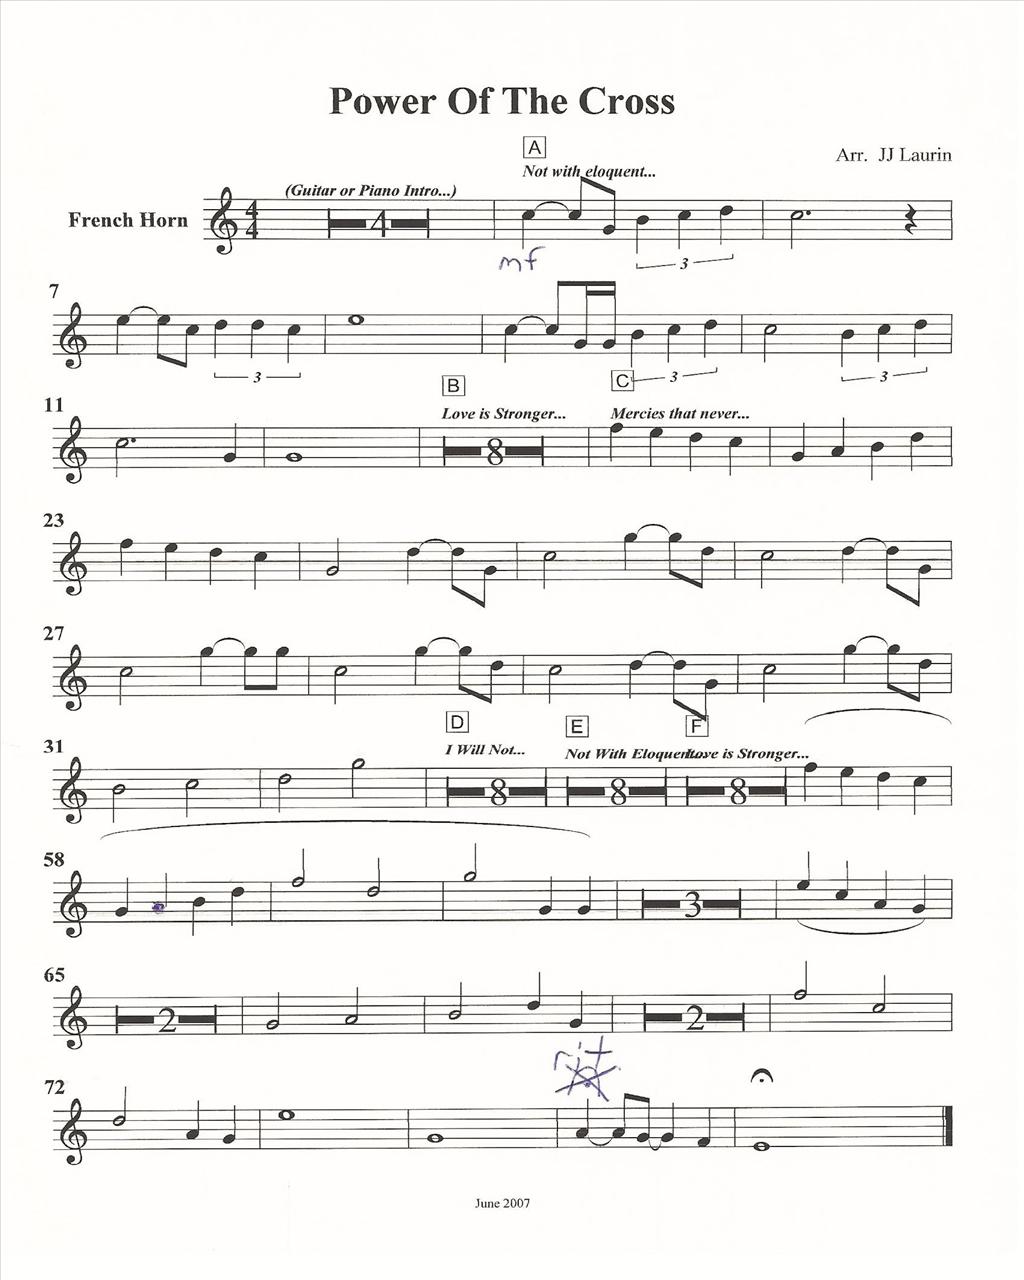 Power Of The Cross
A
Arr. JJ Laurin
Not with eloquent...
(Guitar or Piano Intro...)
French Horn
4
4
4
mf
3
7
3
3
3
B
C
11
Love is Stronger...
Mercies that never...
8
23
27
D
E
F
31
I Will Not...
Not With Eloquent...
Love is Stronger...
8
8
8
58
3
65
2
2
rit.
72
June 2007